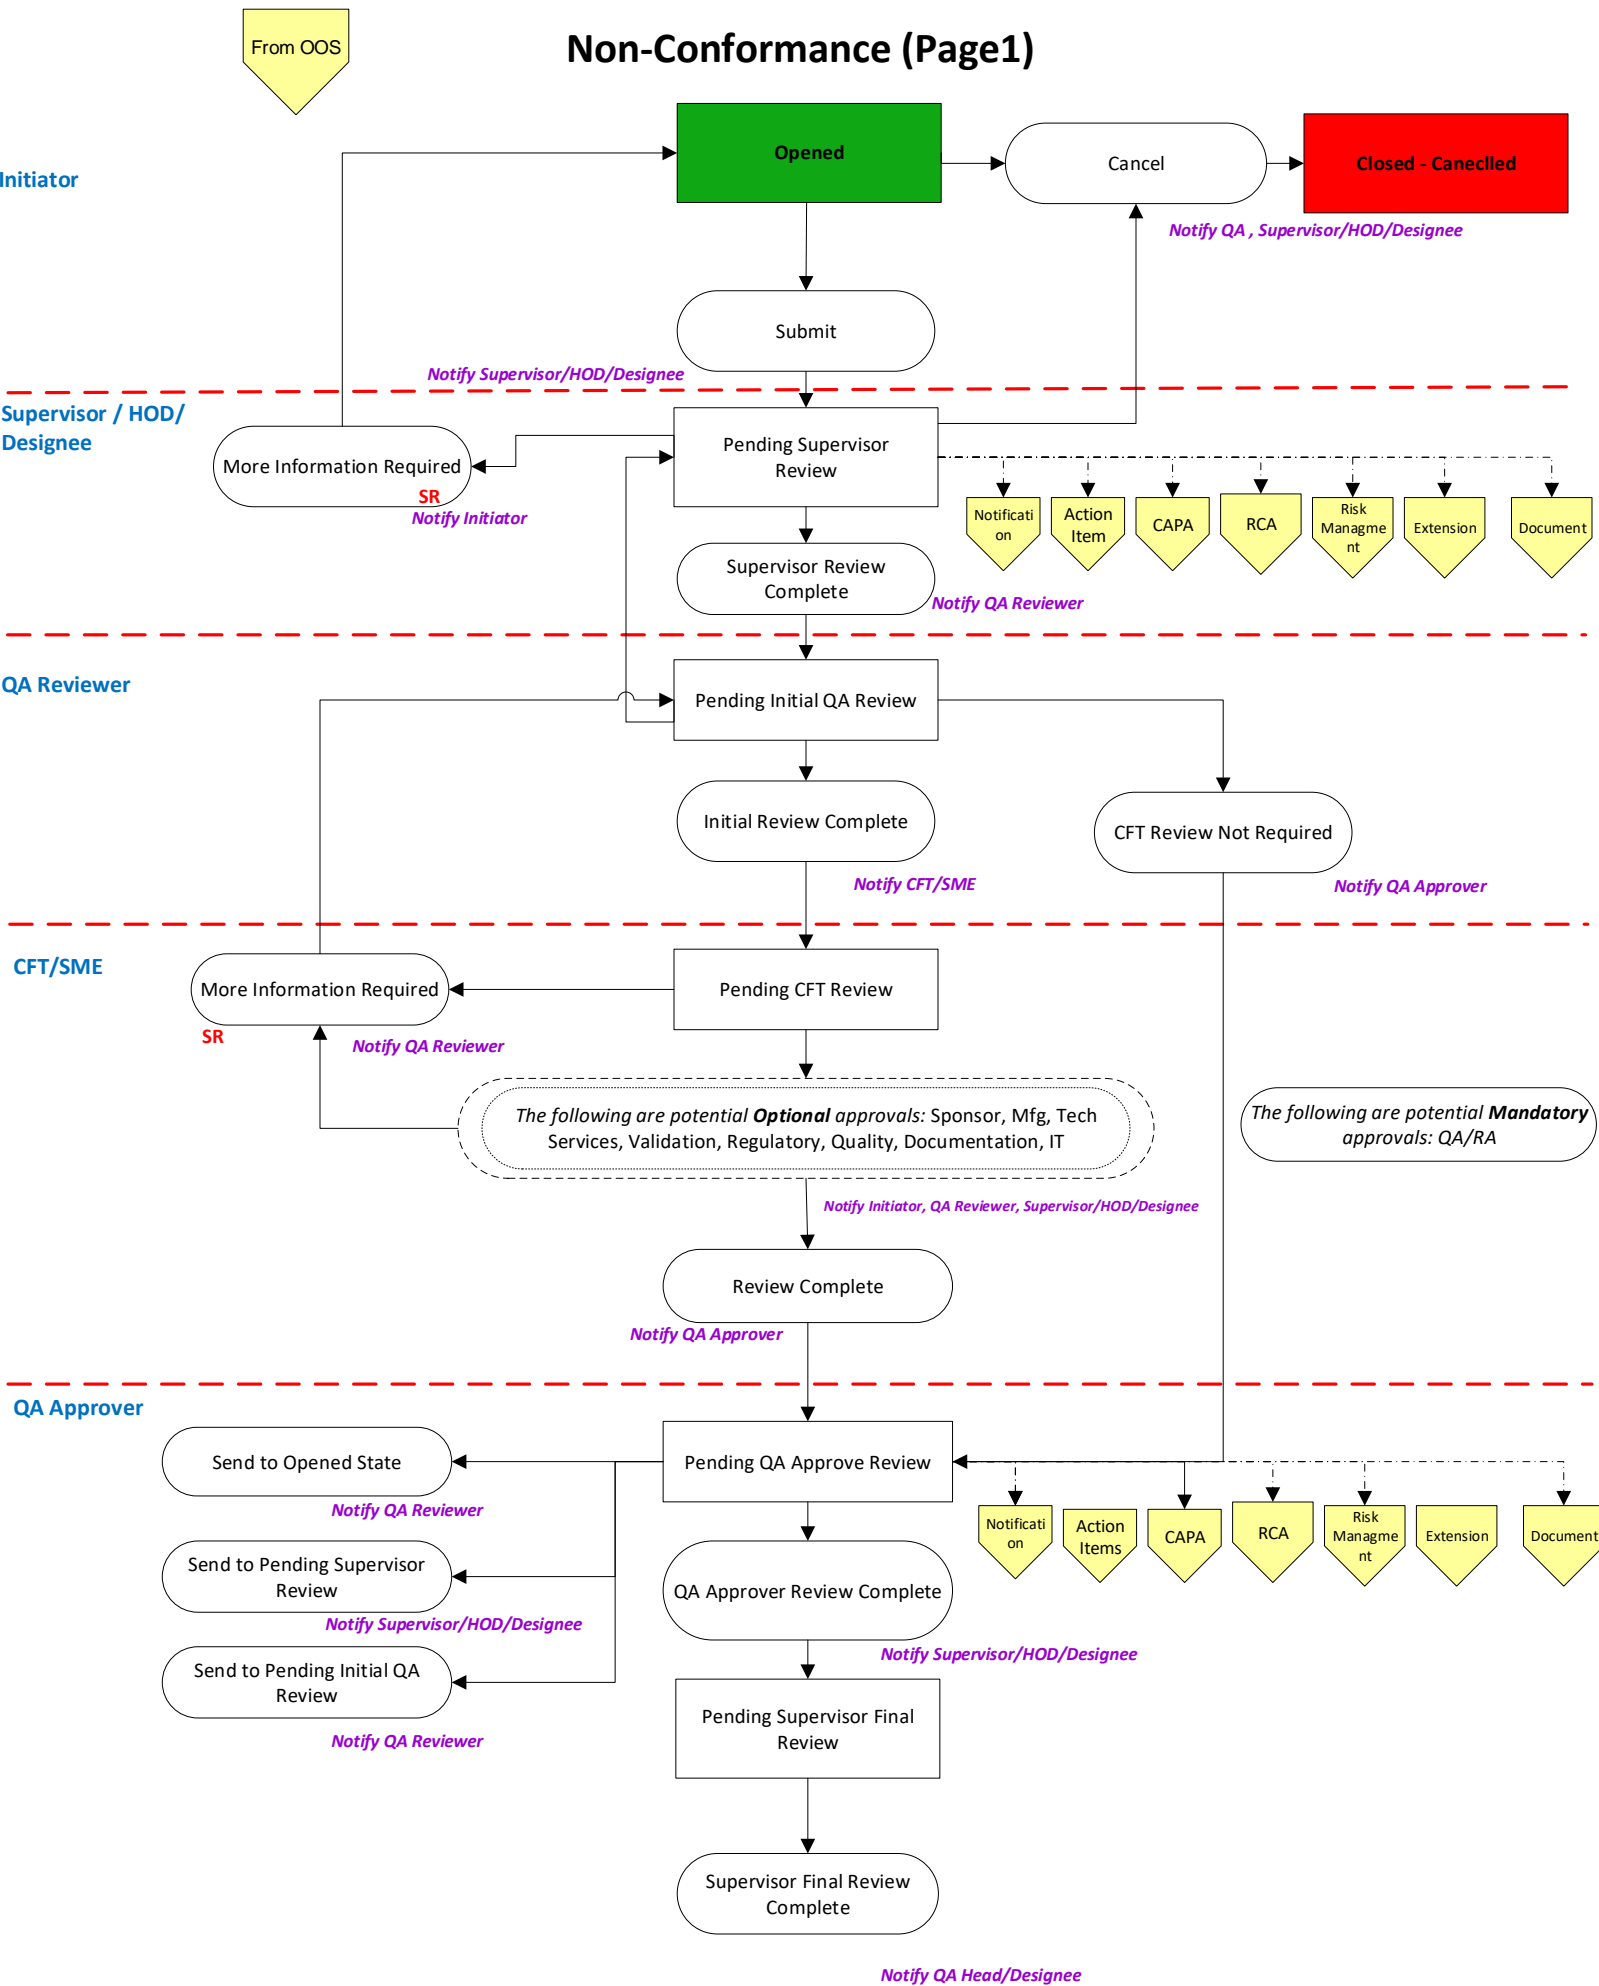 From OOS
Non-Conformance (Page1)
Opened
Cancel
Closed - Caneclled
Initiator
Notify QA , Supervisor/HOD/Designee
Submit
Notify Supervisor/HOD/Designee
Supervisor / HOD/
Designee
Pending Supervisor
Review
More Information Required
SR
Notify Initiator
Notificati
on
Action
Item
CAPA
RCA
Risk
Managme
nt
Extension
Document
Supervisor Review
Complete
Notify QA Reviewer
QA Reviewer
Pending Initial QA Review
Initial Review Complete
CFT Review Not Required
Notify CFT/SME
Notify QA Approver
CFT/SME
More Information Required
Pending CFT Review
SR
Notify QA Reviewer
The following are potential Optional approvals: Sponsor, Mfg, Tech
Services, Validation, Regulatory, Quality, Documentation, IT
The following are potential Mandatory
approvals: QA/RA
Notify Initiator, QA Reviewer, Supervisor/HOD/Designee
Review Complete
Notify QA Approver
QA Approver
Send to Opened State
Pending QA Approve Review
Notify QA Reviewer
Notificati
on
Action
Items
CAPA
RCA
Risk
Managme
nt
Extension
Document
Send to Pending Supervisor
Review
QA Approver Review Complete
Notify Supervisor/HOD/Designee
Notify Supervisor/HOD/Designee
Send to Pending Initial QA
Review
Notify QA Reviewer
Pending Supervisor Final
Review
Supervisor Final Review
Complete
Notify QA Head/Designee